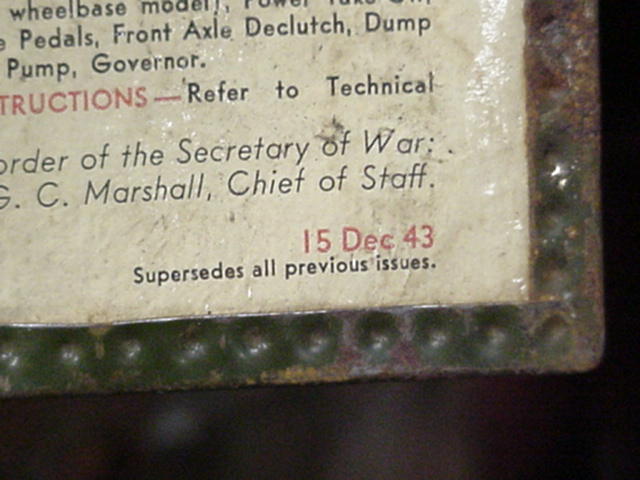 wheelbase model), Power Take
Pedals, Front Axle Declutch, Dump
Pump, Governor.
TRUCTIONS—Refer to Technical
order of the Secretary of War:
G. C. Marshall, Chief of Staff.
15 Dec 43
Supersedes all previous issues.